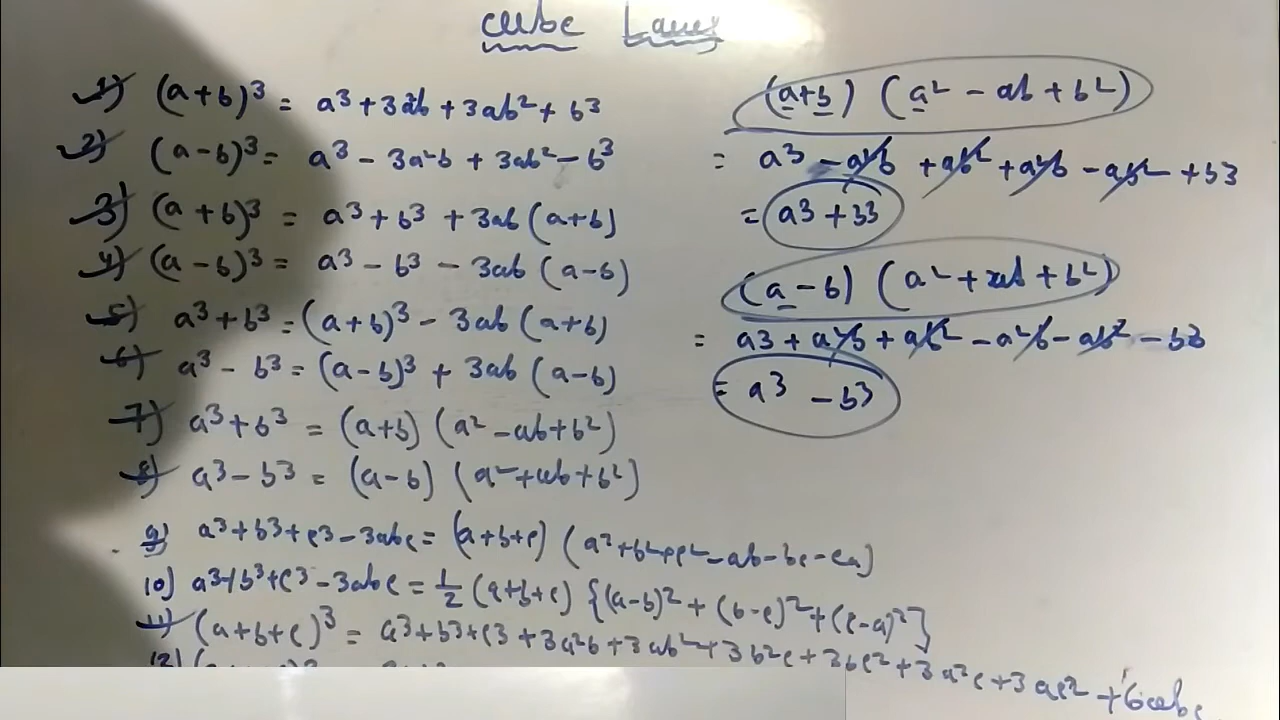 cube Laws
1) (a+b)³ = a³+3a²b+3ab²+b³
2) (a-b)³ = a³-3a²b+3ab²-b³
3) (a+b)³ = a³+b³+3ab(a+b)
4) (a-b)³ = a³-b³-3ab(a-b)
5) a³+b³=(a+b)³-3ab(a+b)
6) a³-b³=(a-b)³+3ab(a-b)
7) a³+b³=(a+b)(a²-ab+b²)
8) a³-b³=(a-b)(a²+ab+b²)
9) a³+b³+c³-3abc=(a+b+c)(a²+b²+c²-ab-bc-ca)
10) a³+b³+c³-3abc=1/2(a+b+c){(a-b)²+(b-c)²+(c-a)²}
11) (a+b+c)³=a³+b³+c³+3a²b+3ab²+3b²c+3bc²+3a²c+3ac²+6abc
12)
(a+b)(a²-ab+b²)
= a³-a²b+ab²+a²b-ab²+b3
= a³+b3
(a-b)(a²+ab+b²)
= a3+a²b+ab²-a²b-ab²-b3
= a³-b3